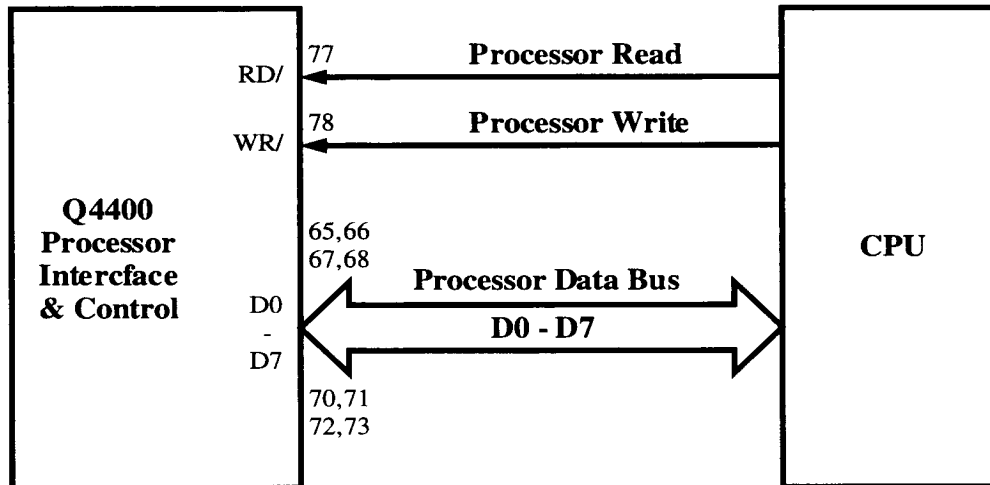 77
Processor Read
RD/
78
Processor Write
WR/
Q4400
Processor
Intercface
& Control
65,66
67,68
CPU
Processor Data Bus
D0
-
D7
D0 - D7
70,71
72,73